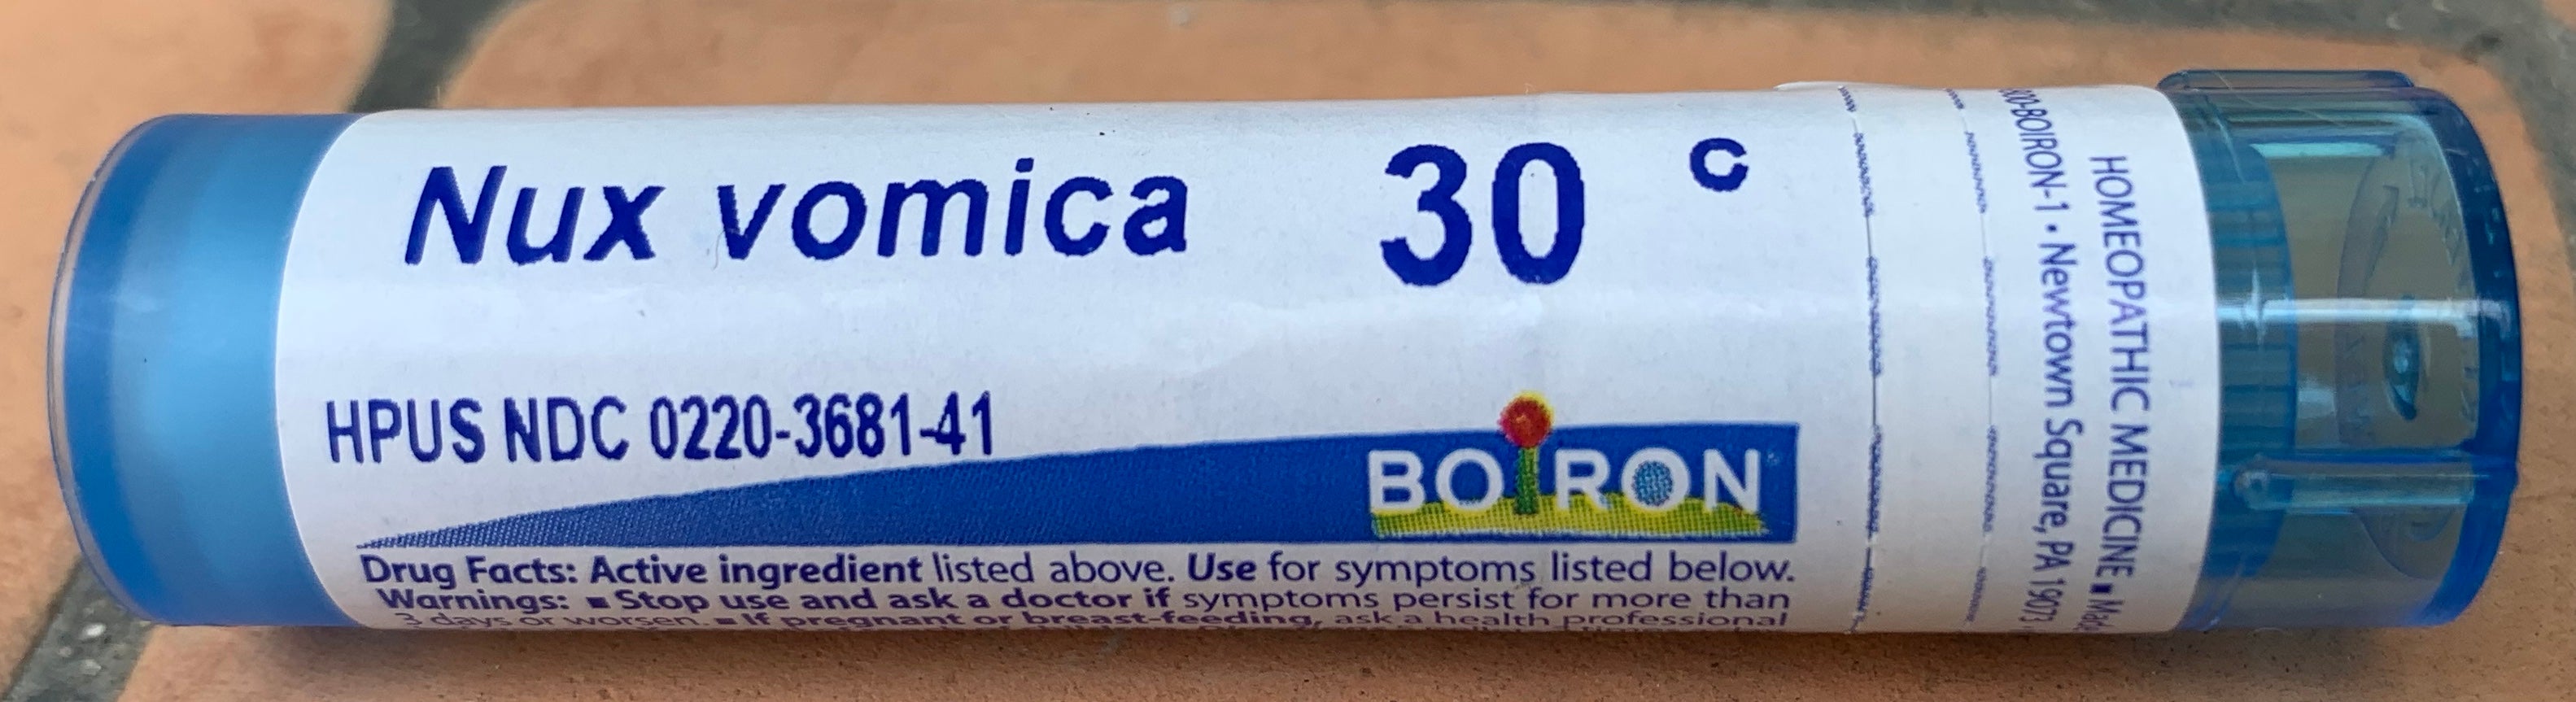 Nux vomica 30 c
HPUS NDC 0220-3681-41
BOIRON
Drug Facts: Active ingredient listed above. Use for symptoms listed below.
Warnings: ■ Stop use and ask a doctor if symptoms persist for more than
3 days or worsen. ■ If pregnant or breast-feeding, ask a health professional
HOMEOPATHIC MEDICINE ■ Made
800-BOIRON-1 • Newtown Square, PA 19073